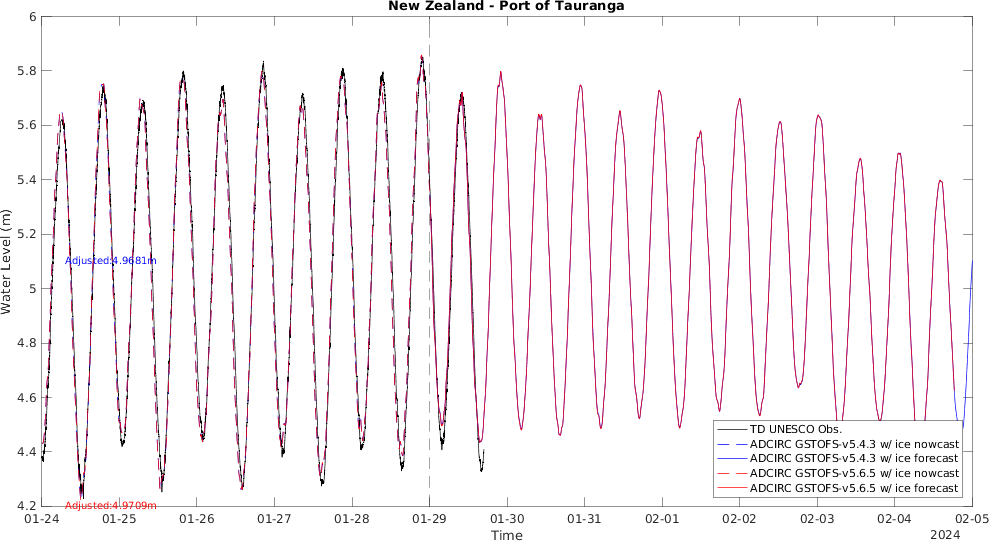 New Zealand - Port of Tauranga
Water Level (m)
6
5.8
5.6
5.4
5.2
5
4.8
4.6
4.4
4.2
Adjusted:4.9681m
Adjusted:4.9709m
TD UNESCO Obs.
ADCIRC GSTOFS-v5.4.3 w/ ice nowcast
ADCIRC GSTOFS-v5.4.3 w/ ice forecast
ADCIRC GSTOFS-v5.6.5 w/ ice nowcast
ADCIRC GSTOFS-v5.6.5 w/ ice forecast
01-24 01-25 01-26 01-27 01-28 01-29 01-30 01-31 02-01 02-02 02-03 02-04 02-05
Time
2024